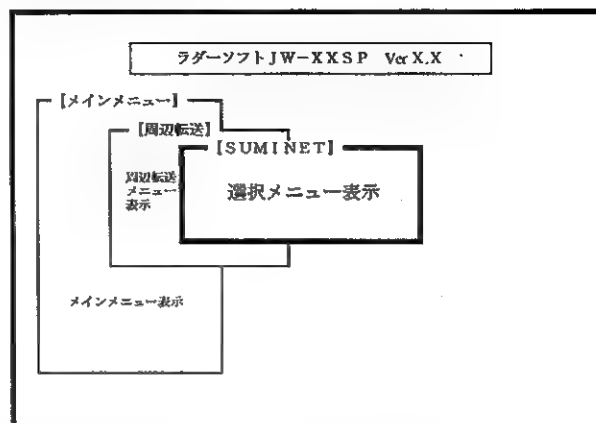 ラダーソフトJW-XXSP Ver X.X
【メインメニュー】
【周辺転送】
【SUMINET】
周辺転送
メニュー
表示
選択メニュー表示
メインメニュー表示